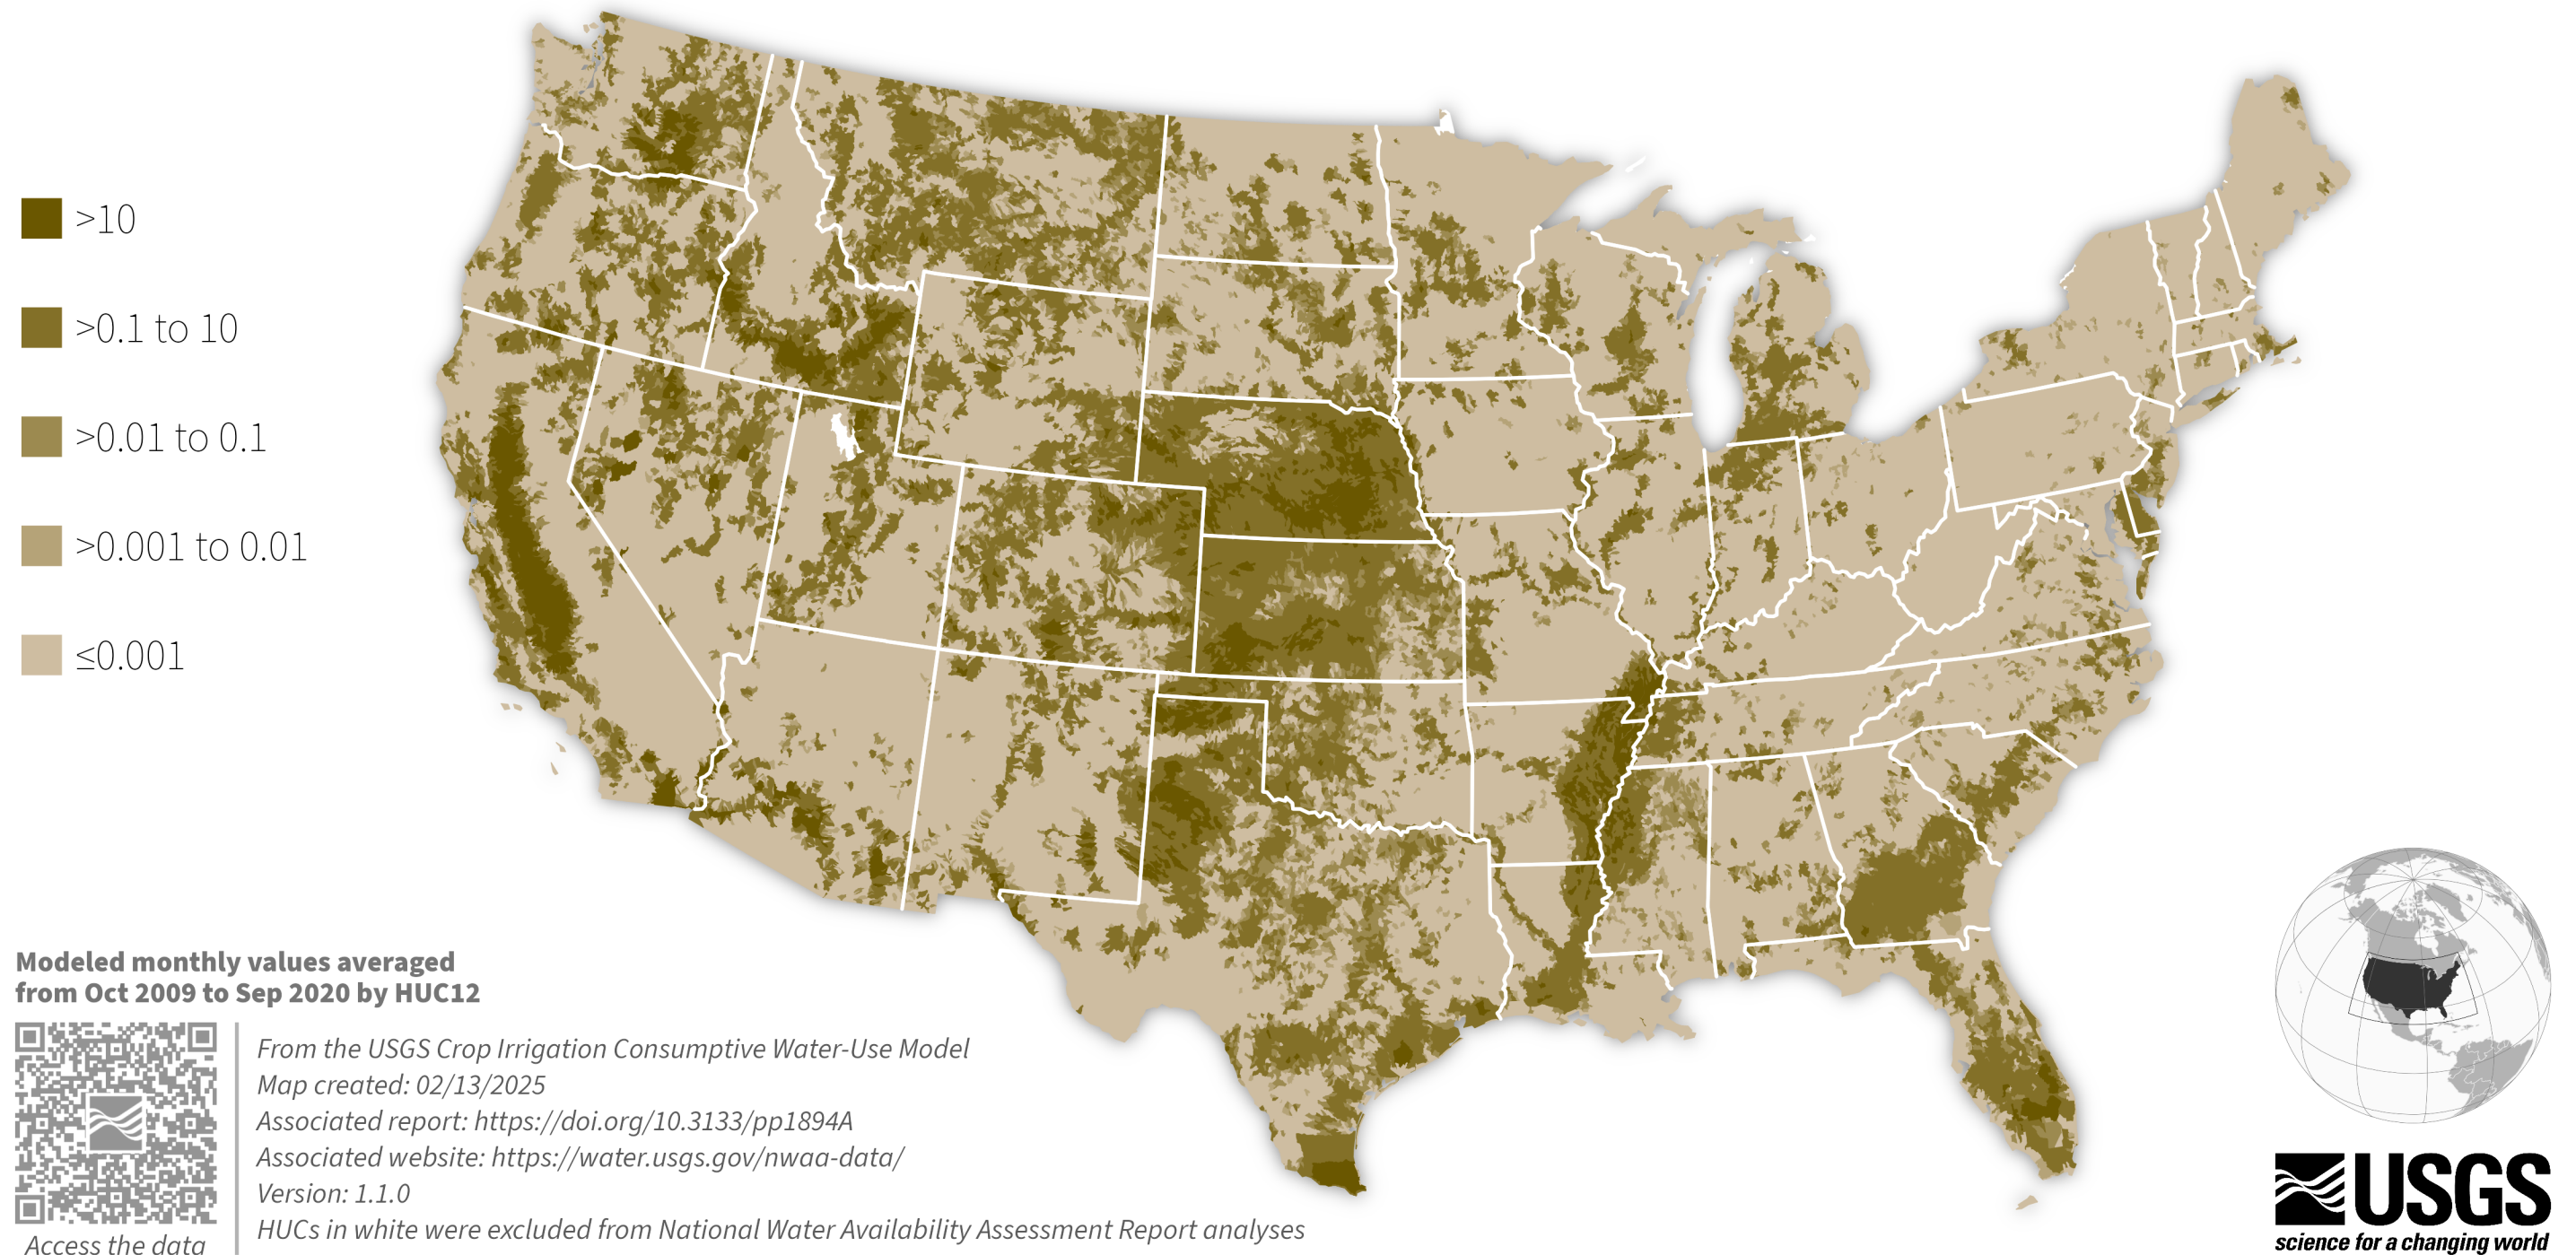 >10
>0.1 to 10
>0.01 to 0.1
>0.001 to 0.01
≤0.001
Modeled monthly values averaged
from Oct 2009 to Sep 2020 by HUC12
From the USGS Crop Irrigation Consumptive Water-Use Model
Map created: 02/13/2025
Associated report: https://doi.org/10.3133/pp1894A
Associated website: https://water.usgs.gov/nwaa-data/
Version: 1.1.0
HUCs in white were excluded from National Water Availability Assessment Report analyses
Access the data
USGS
science for a changing world